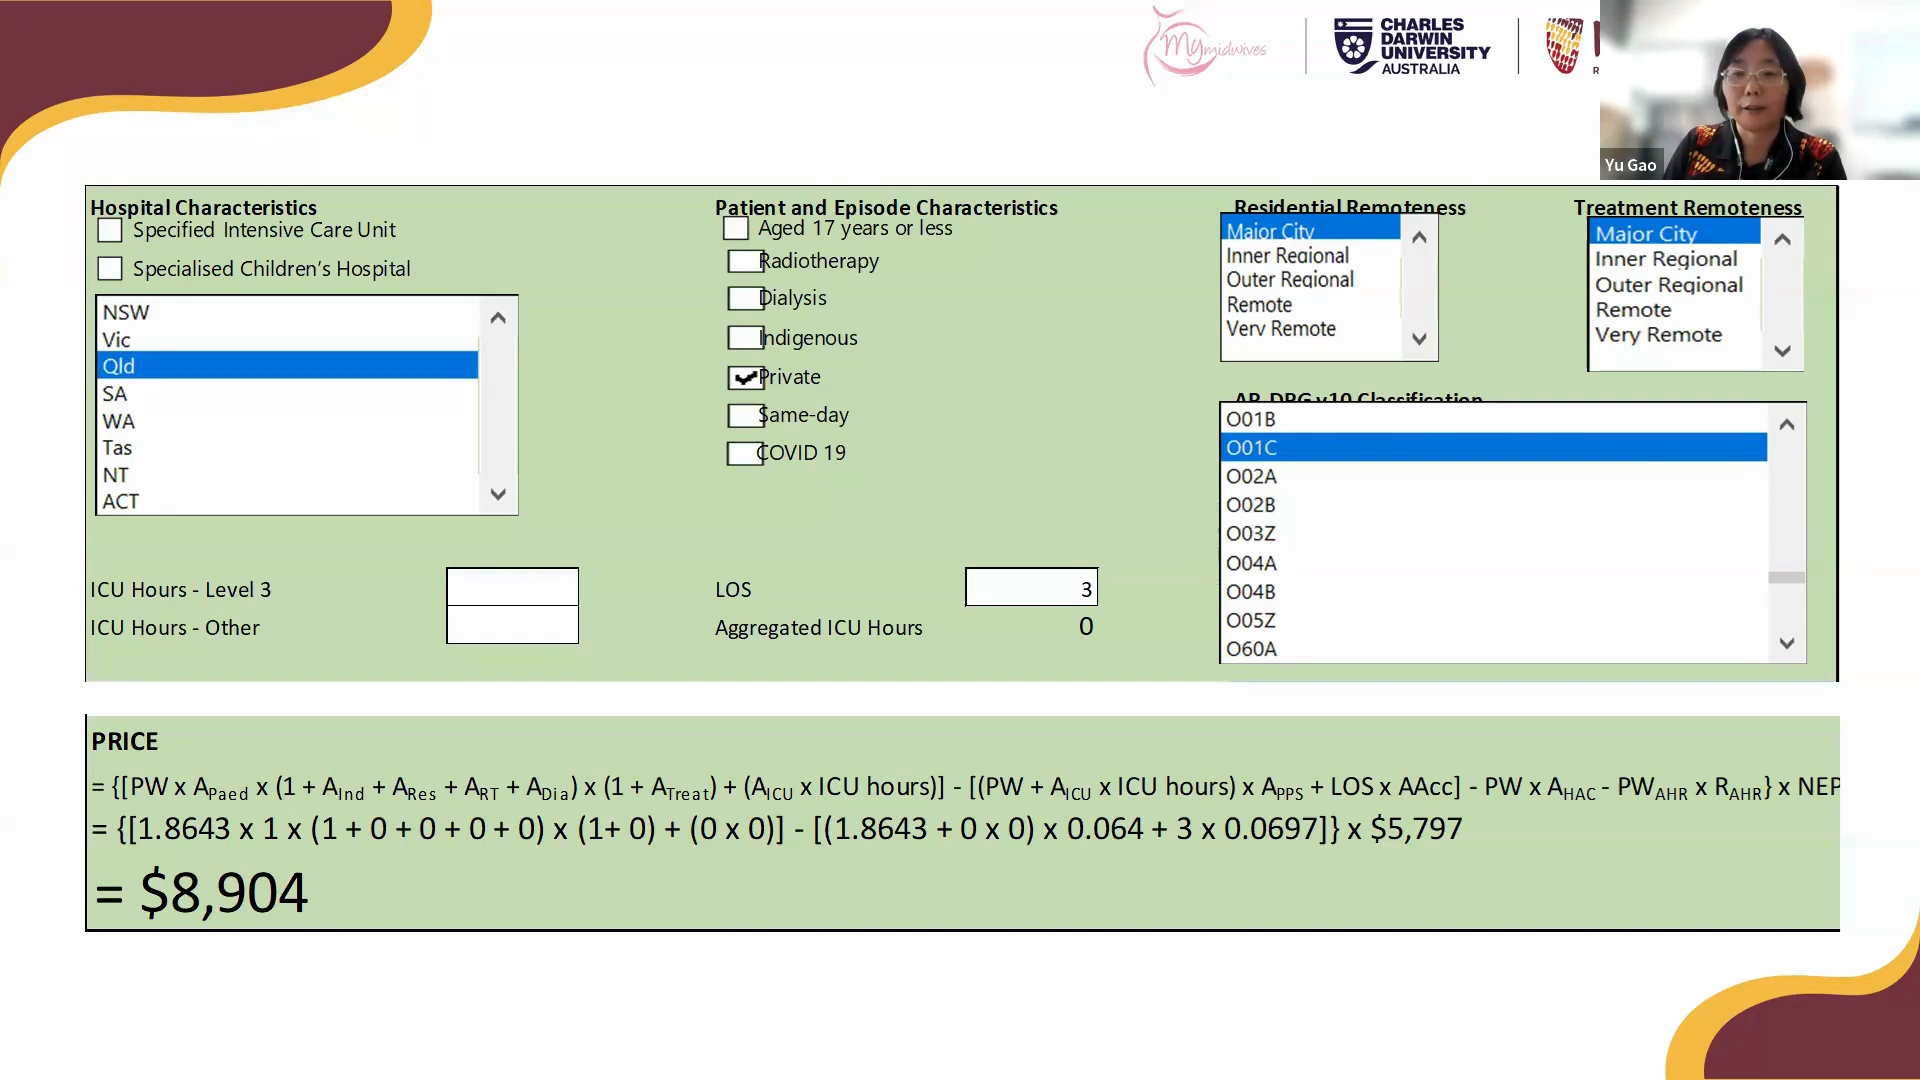 My midwives
CHARLES
DARWIN
UNIVERSITY
AUSTRALIA
Yu Gao
Hospital Characteristics
Specified Intensive Care Unit
Specialised Children's Hospital
NSW
Vic
Qld
SA
WA
Tas
NT
ACT
ICU Hours - Level 3
ICU Hours - Other
Patient and Episode Characteristics
Aged 17 years or less
Radiotherapy
Dialysis
Indigenous
Private
Same-day
COVID 19
LOS 3
Aggregated ICU Hours 0
Residential Remoteness
Major City
Inner Regional
Outer Regional
Remote
Very Remote
Treatment Remoteness
Major City
Inner Regional
Outer Regional
Remote
Very Remote
AR-DRG v10 Classification
O01B
O01C
O02A
O02B
O03Z
O04A
O04B
O05Z
O60A
PRICE
= {[PW x APaed x (1 + AInd + ARes + ART + ADia) x (1 + ATreat) + (AICU x ICU hours)] - [(PW + AICU x ICU hours) x APPS + LOS x AAcc] - PW x AHAC - PWAHR x RAHR} x NEP
= {[1.8643 x 1 x (1 + 0 + 0 + 0 + 0) x (1+ 0) + (0 x 0)] - [(1.8643 + 0 x 0) x 0.064 + 3 x 0.0697]} x $5,797
= $8,904